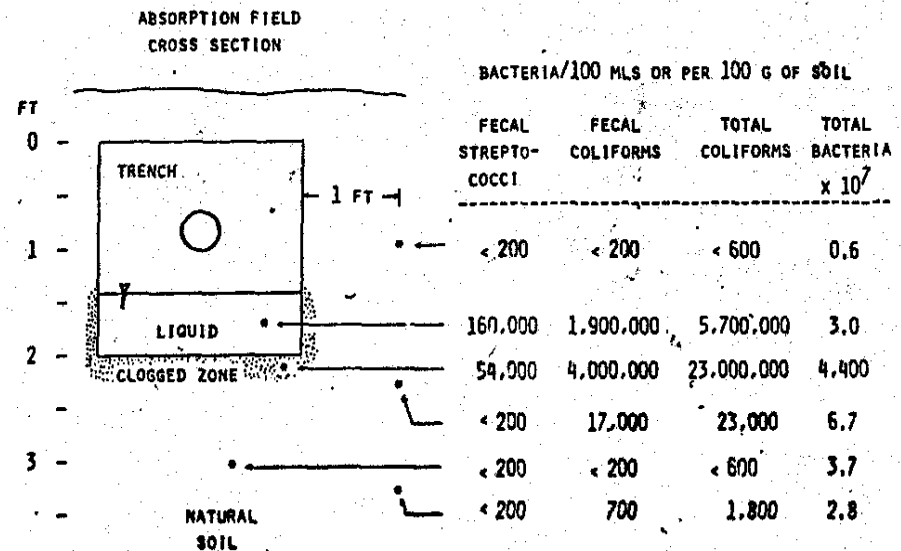 ABSORPTION FIELD
CROSS SECTION
BACTERIA/100 MLS OR PER 100 G OF SOIL
FT
0 -
FECAL STREPTO- COCCI
FECAL COLIFORMS
TOTAL COLIFORMS
TOTAL BACTERIA x 10^7
TRENCH
1 FT
1 -
< 200 < 200 < 600 0.6
LIQUID
160,000 1,900,000 5,700,000 3.0
2 -
CLOGGED ZONE
54,000 4,000,000 23,000,000 4,400
< 200 17,000 23,000 6.7
3 -
< 200 < 200 < 600 3.7
< 200 700 1,800 2.8
NATURAL
SOIL